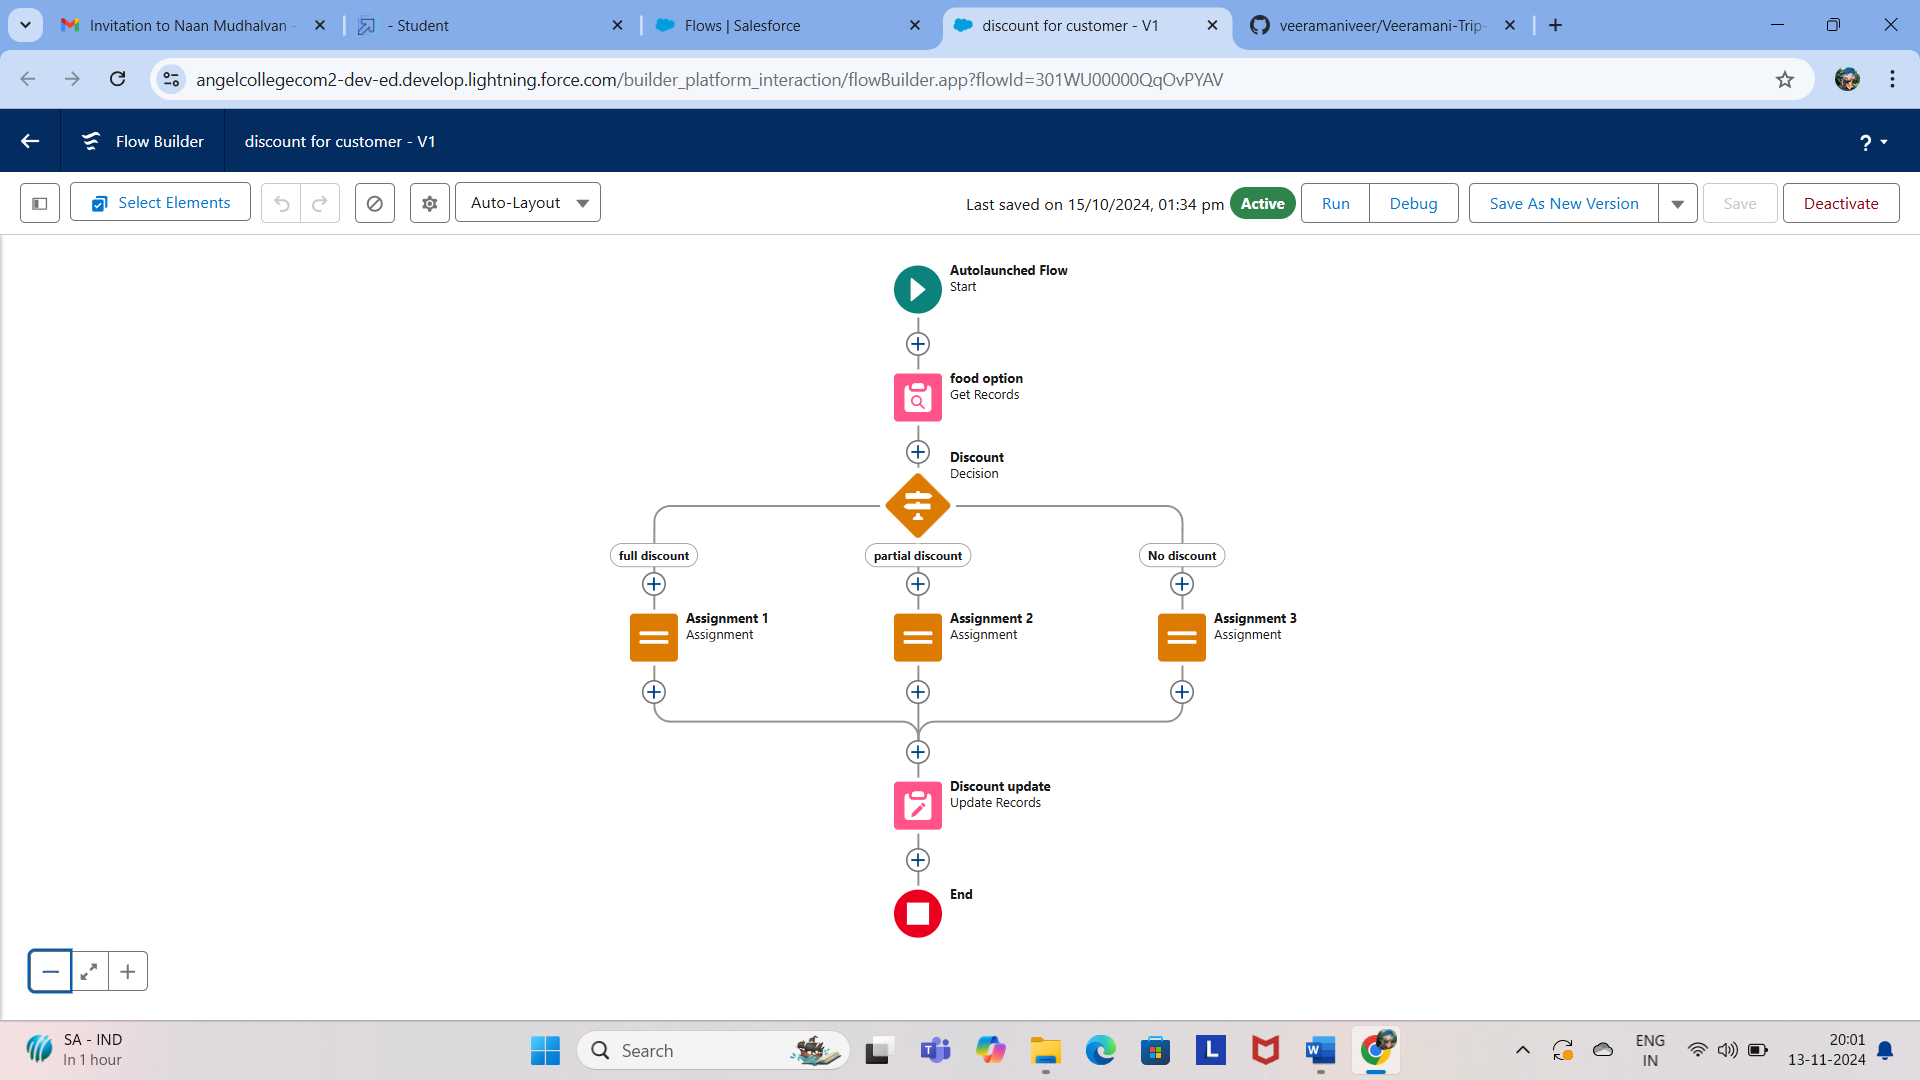 Invitation to Naan Mudhalvan -
- Student
Flows | Salesforce
discount for customer - V1
veeramaniveer/Veeramani-Trip-
angelcollegecom2-dev-ed.develop.lightning.force.com/builder_platform_interaction/flowBuilder.app?flowId=301WU00000QqOvPYAV
Flow Builder
discount for customer - V1
?
Select Elements
Auto-Layout
Last saved on 15/10/2024, 01:34 pm
Active
Run
Debug
Save As New Version
Save
Deactivate
Autolaunched Flow
Start
food option
Get Records
Discount
Decision
full discount
partial discount
No discount
Assignment 1
Assignment
Assignment 2
Assignment
Assignment 3
Assignment
Discount update
Update Records
End
SA - IND
In 1 hour
Search
L
ENG
IN
20:01
13-11-2024